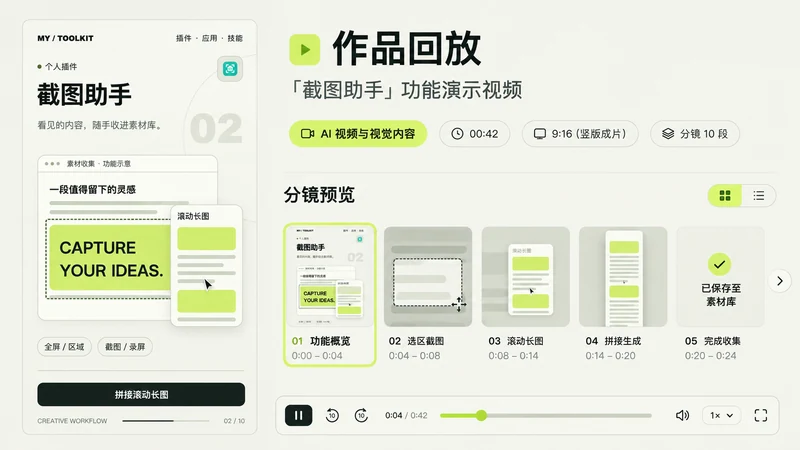 MY / TOOLKIT
插件 · 应用 · 技能
个人插件
截图助手
看见的内容，随手收进素材库。
02
素材收集 · 功能示意
一段值得留下的灵感
CAPTURE
YOUR IDEAS.
滚动长图
全屏 / 区域
截图 / 录屏
拼接滚动长图
CREATIVE WORKFLOW
02 / 10
作品回放
「截图助手」功能演示视频
AI 视频与视觉内容
00:42
9:16 (竖版成片)
分镜 10 段
分镜预览
MY / TOOLKIT
截图助手
02
CAPTURE
YOUR IDEAS.
已保存至
素材库
01 功能概览
0:00 – 0:04
02 选区截图
0:04 – 0:08
03 滚动长图
0:08 – 0:14
04 拼接生成
0:14 – 0:20
05 完成收集
0:20 – 0:24
10
10
0:04 / 0:42
1×